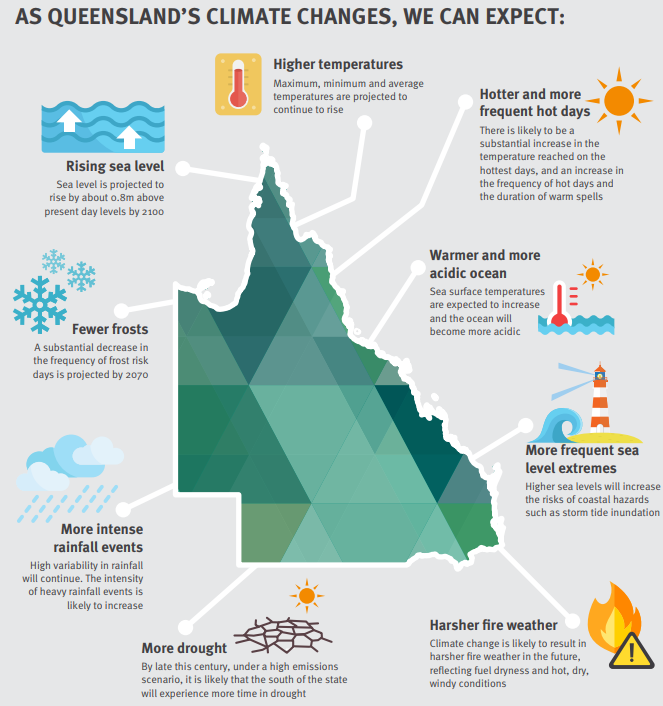 AS QUEENSLAND'S CLIMATE CHANGES, WE CAN EXPECT:
Higher temperatures
Maximum, minimum and average
temperatures are projected to
continue to rise
Hotter and more
frequent hot days
There is likely to be a
substantial increase in the
temperature reached on the
hottest days, and an increase in
the frequency of hot days and
the duration of warm spells
Rising sea level
Sea level is projected to
rise by about 0.8m above
present day levels by 2100
Warmer and more
acidic ocean
Sea surface temperatures
are expected to increase
and the ocean will
become more acidic
Fewer frosts
A substantial decrease in
the frequency of frost risk
days is projected by 2070
More frequent sea
level extremes
Higher sea levels will increase
the risks of coastal hazards
such as storm tide inundation
More intense
rainfall events
High variability in rainfall
will continue. The intensity
of heavy rainfall events is
likely to increase
More drought
By late this century, under a high emissions
scenario, it is likely that the south of the state
will experience more time in drought
Harsher fire weather
Climate change is likely to result in
harsher fire weather in the future,
reflecting fuel dryness and hot, dry,
windy conditions
!